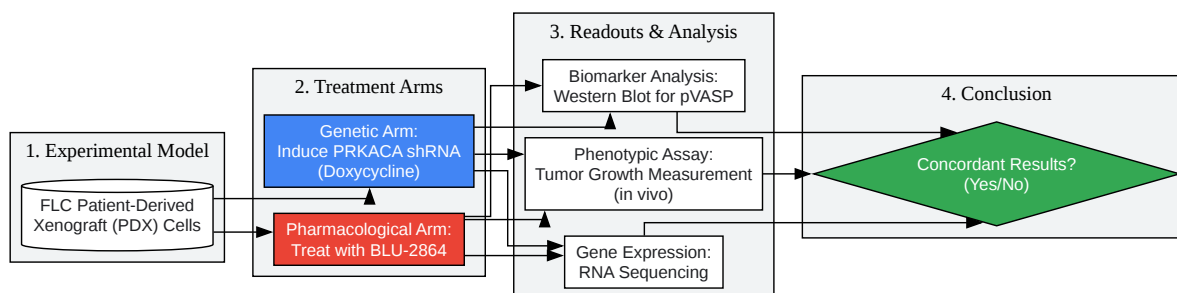 1. Experimental Model
FLC Patient-Derived
Xenograft (PDX) Cells
2. Treatment Arms
Genetic Arm:
Induce PRKACA shRNA
(Doxycycline)
Pharmacological Arm:
Treat with BLU-2864
3. Readouts & Analysis
Biomarker Analysis:
Western Blot for pVASP
Phenotypic Assay:
Tumor Growth Measurement
(in vivo)
Gene Expression:
RNA Sequencing
4. Conclusion
Concordant Results?
(Yes/No)